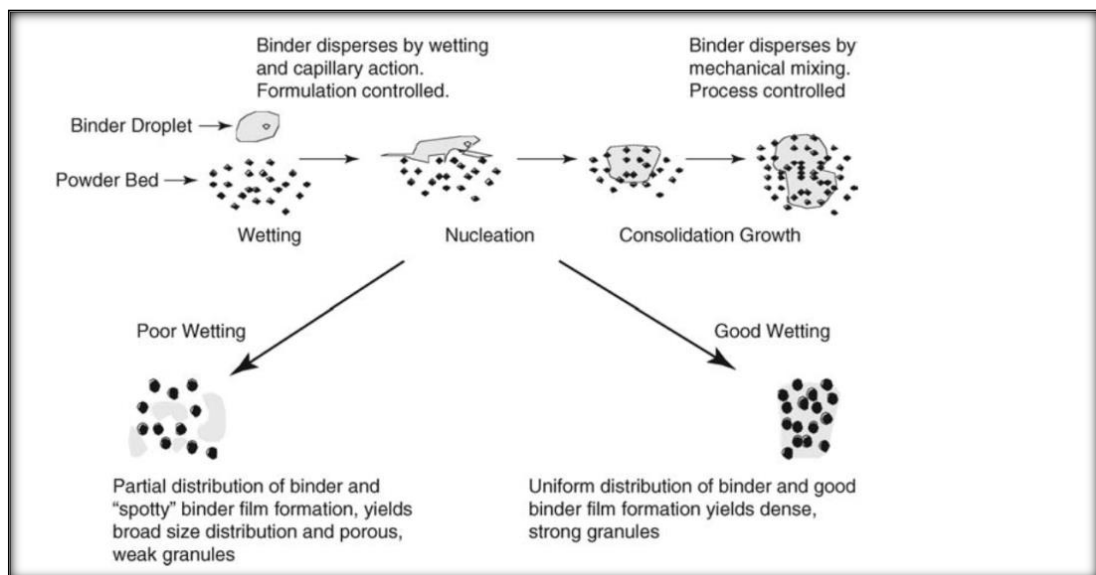 Binder disperses by wetting
and capillary action.
Formulation controlled.
Binder disperses by
mechanical mixing.
Process controlled
Binder Droplet
Powder Bed
Wetting
Nucleation
Consolidation Growth
Poor Wetting
Good Wetting
Partial distribution of binder and
“spotty” binder film formation, yields
broad size distribution and porous,
weak granules
Uniform distribution of binder and good
binder film formation yields dense,
strong granules